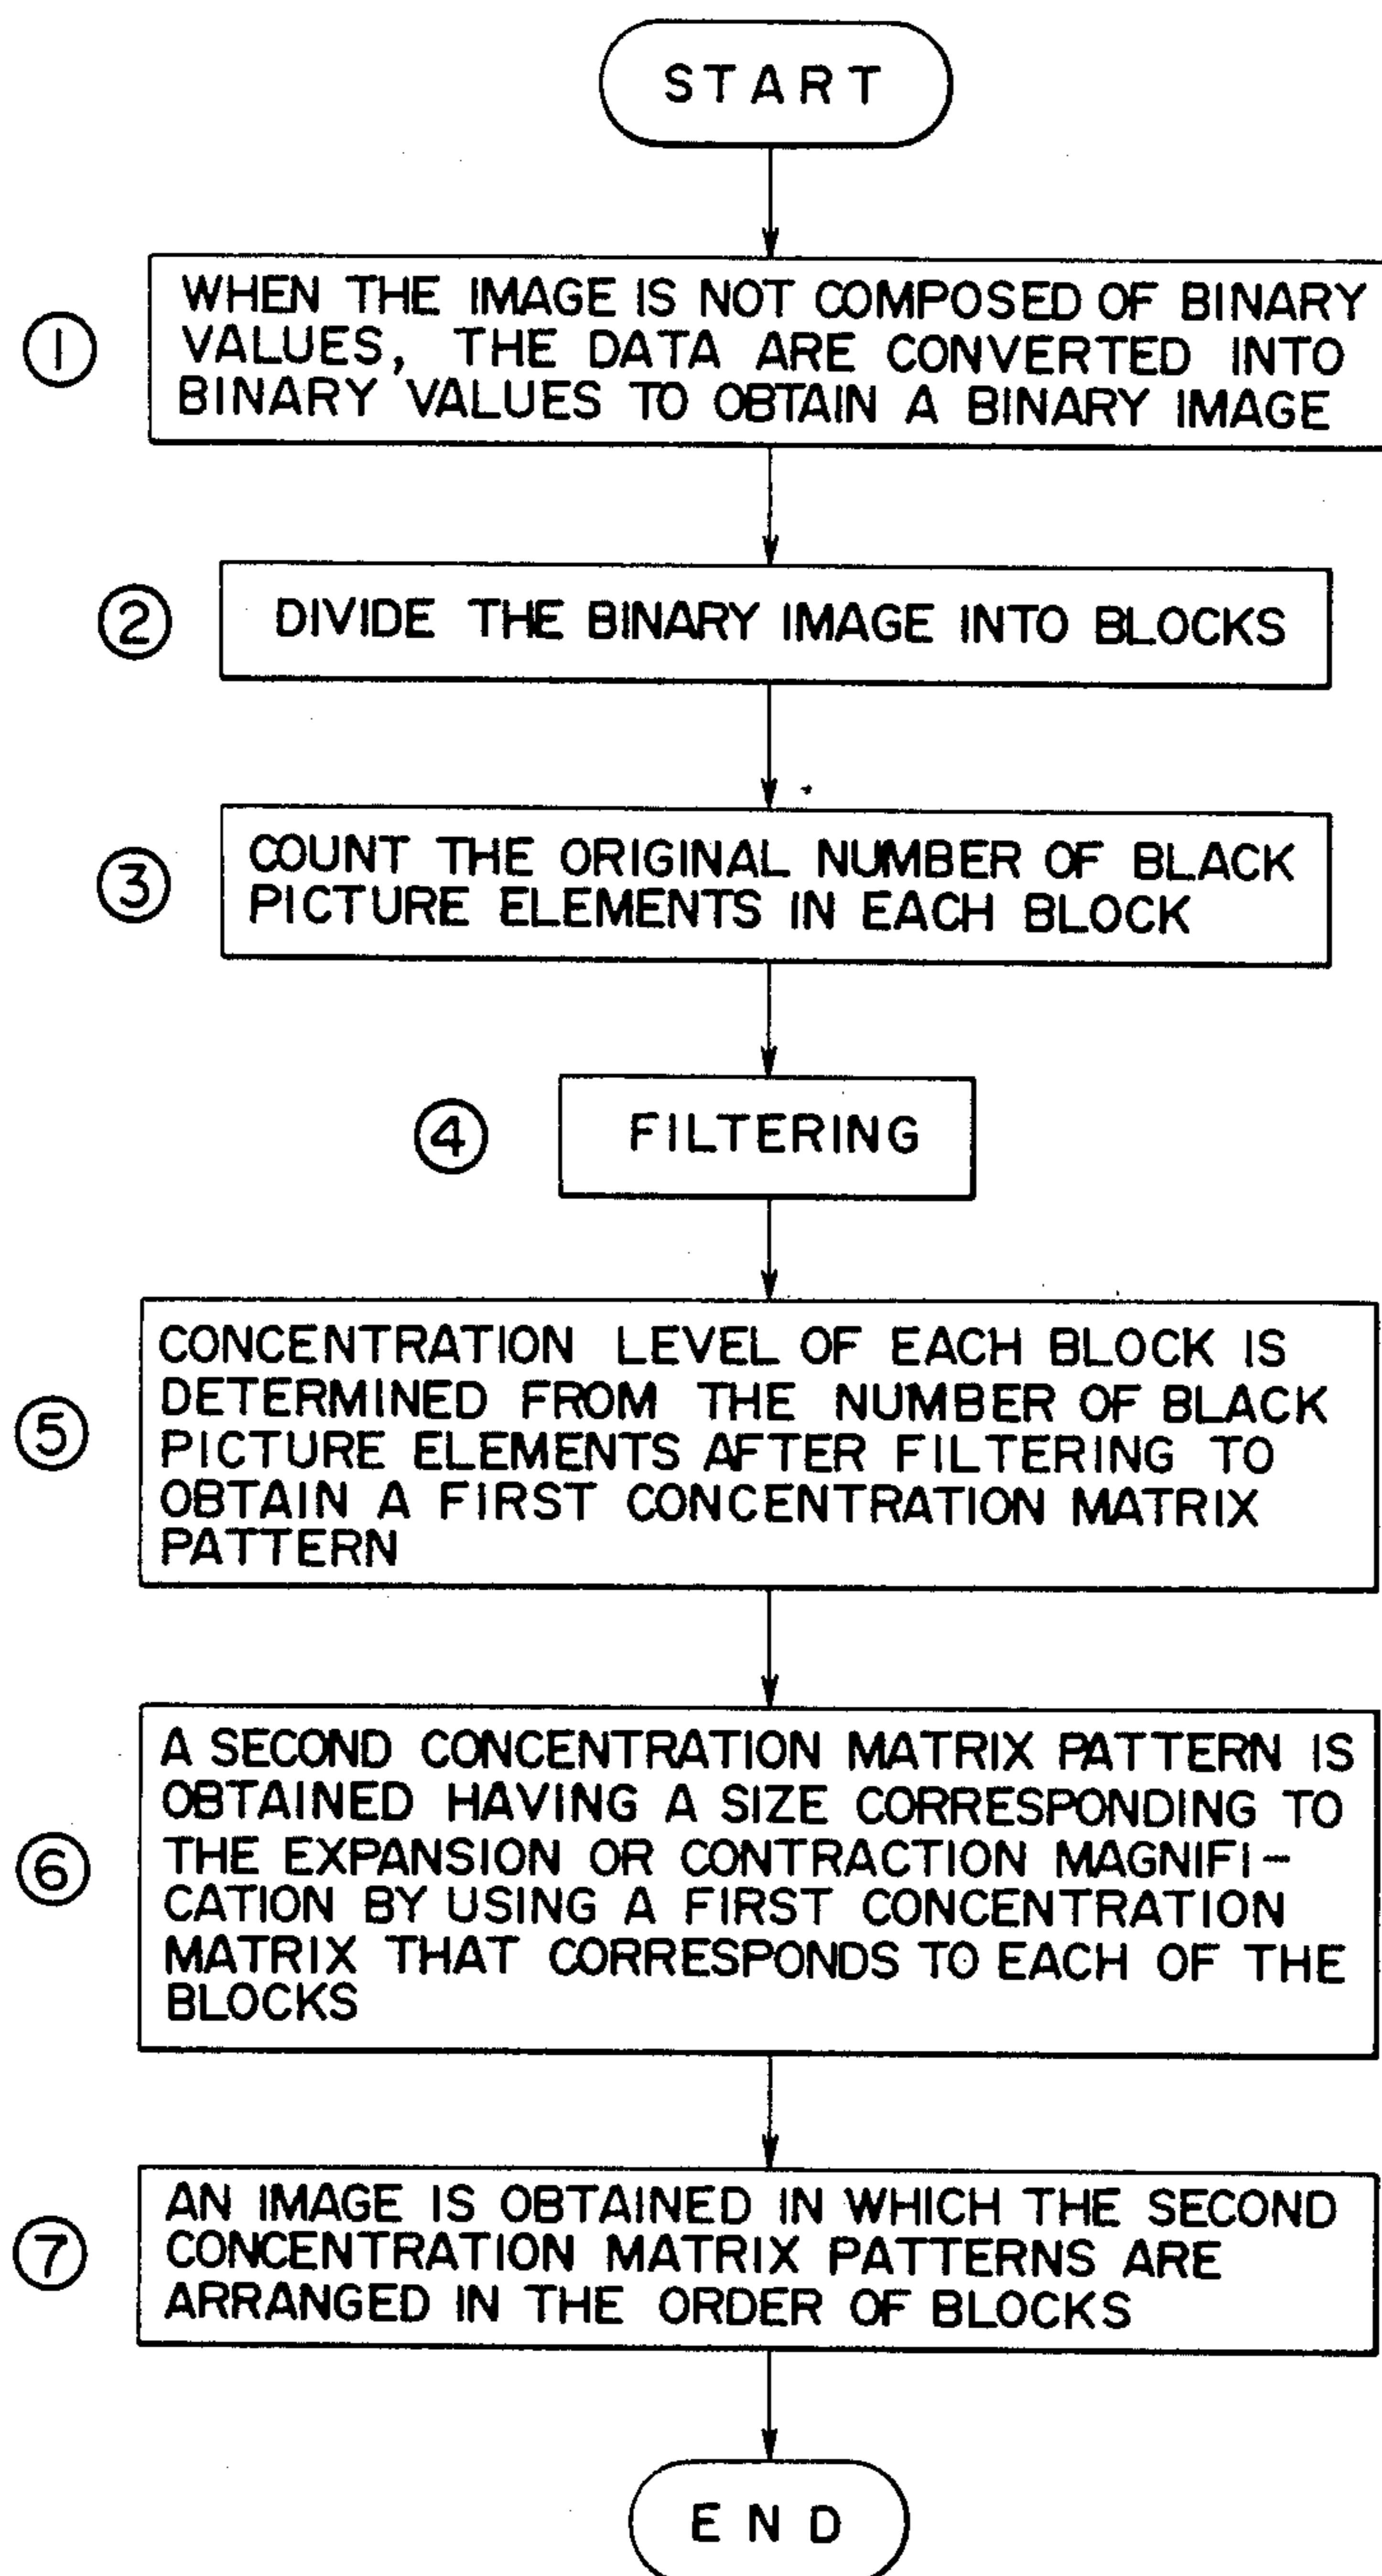 START
① WHEN THE IMAGE IS NOT COMPOSED OF BINARY
VALUES, THE DATA ARE CONVERTED INTO
BINARY VALUES TO OBTAIN A BINARY IMAGE
② DIVIDE THE BINARY IMAGE INTO BLOCKS
③ COUNT THE ORIGINAL NUMBER OF BLACK
PICTURE ELEMENTS IN EACH BLOCK
④ FILTERING
⑤ CONCENTRATION LEVEL OF EACH BLOCK IS
DETERMINED FROM THE NUMBER OF BLACK
PICTURE ELEMENTS AFTER FILTERING TO
OBTAIN A FIRST CONCENTRATION MATRIX
PATTERN
⑥ A SECOND CONCENTRATION MATRIX PATTERN IS
OBTAINED HAVING A SIZE CORRESPONDING TO
THE EXPANSION OR CONTRACTION MAGNIFI-
CATION BY USING A FIRST CONCENTRATION
MATRIX THAT CORRESPONDS TO EACH OF THE
BLOCKS
⑦ AN IMAGE IS OBTAINED IN WHICH THE SECOND
CONCENTRATION MATRIX PATTERNS ARE
ARRANGED IN THE ORDER OF BLOCKS
END